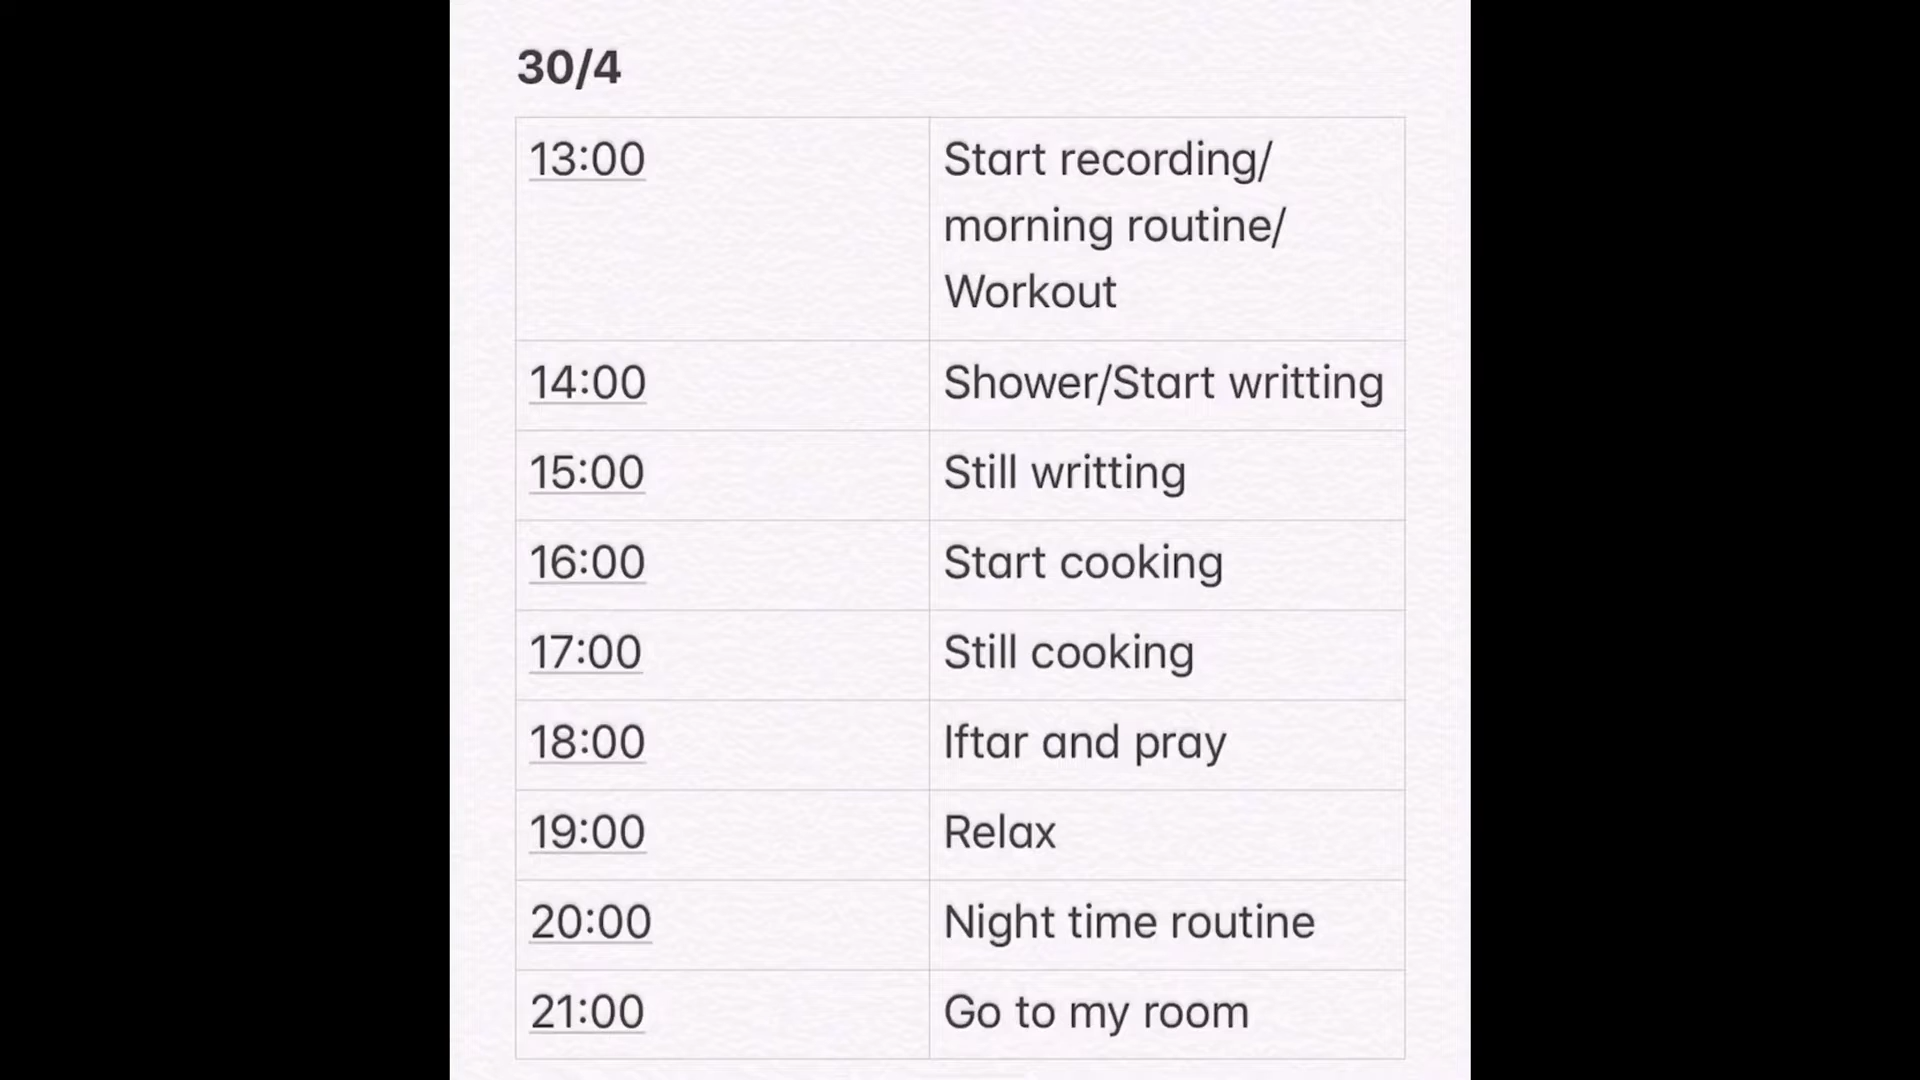 30/4
13:00
Start recording/
morning routine/
Workout
14:00
Shower/Start writting
15:00
Still writting
16:00
Start cooking
17:00
Still cooking
18:00
Iftar and pray
19:00
Relax
20:00
Night time routine
21:00
Go to my room